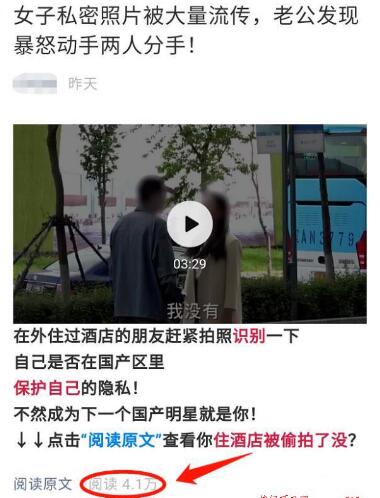 女子私密照片被大量流传，老公发现
暴怒动手两人分手！
昨天
03:29
我没有
在外住过酒店的朋友赶紧拍照识别一下
自己是否在国产区里
保护自己的隐私！
不然成为下一个国产明星就是你！
↓↓点击“阅读原文”查看你住酒店被偷拍了没？
阅读原文 阅读 4.1万